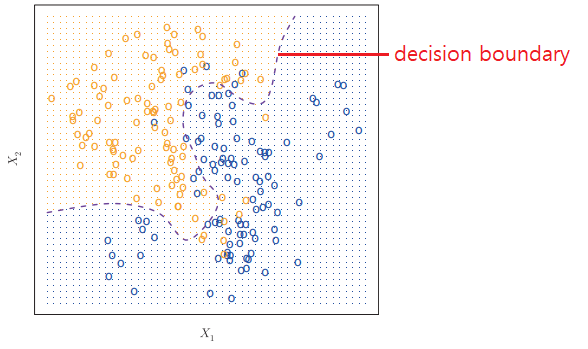 decision boundary
X₂
X₁